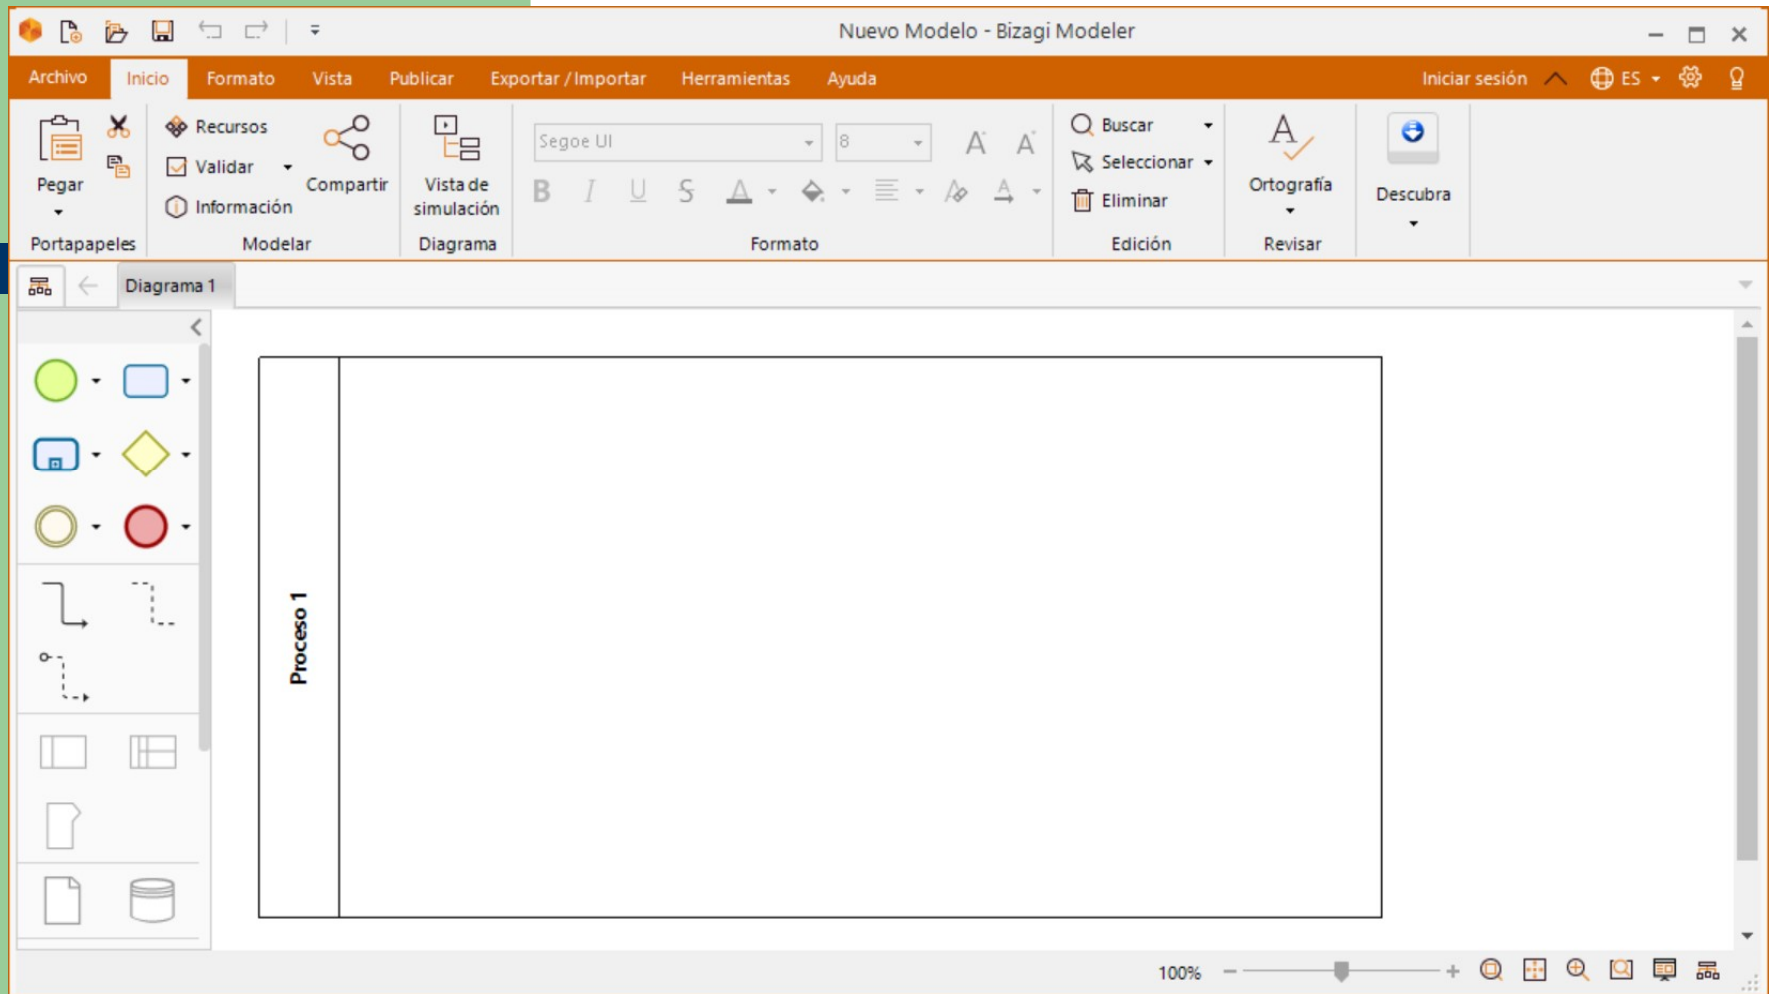 Nuevo Modelo - Bizagi Modeler
Archivo Inicio Formato Vista Publicar Exportar / Importar Herramientas Ayuda Iniciar sesión ES
Pegar
Portapapeles
Recursos
Validar
Información
Compartir
Modelar
Vista de
simulación
Diagrama
Segoe UI 8
A A
B I U S A A
Formato
Buscar
Seleccionar
Eliminar
Edición
A
Ortografía
Revisar
Descubra
Diagrama 1
Proceso 1
100%